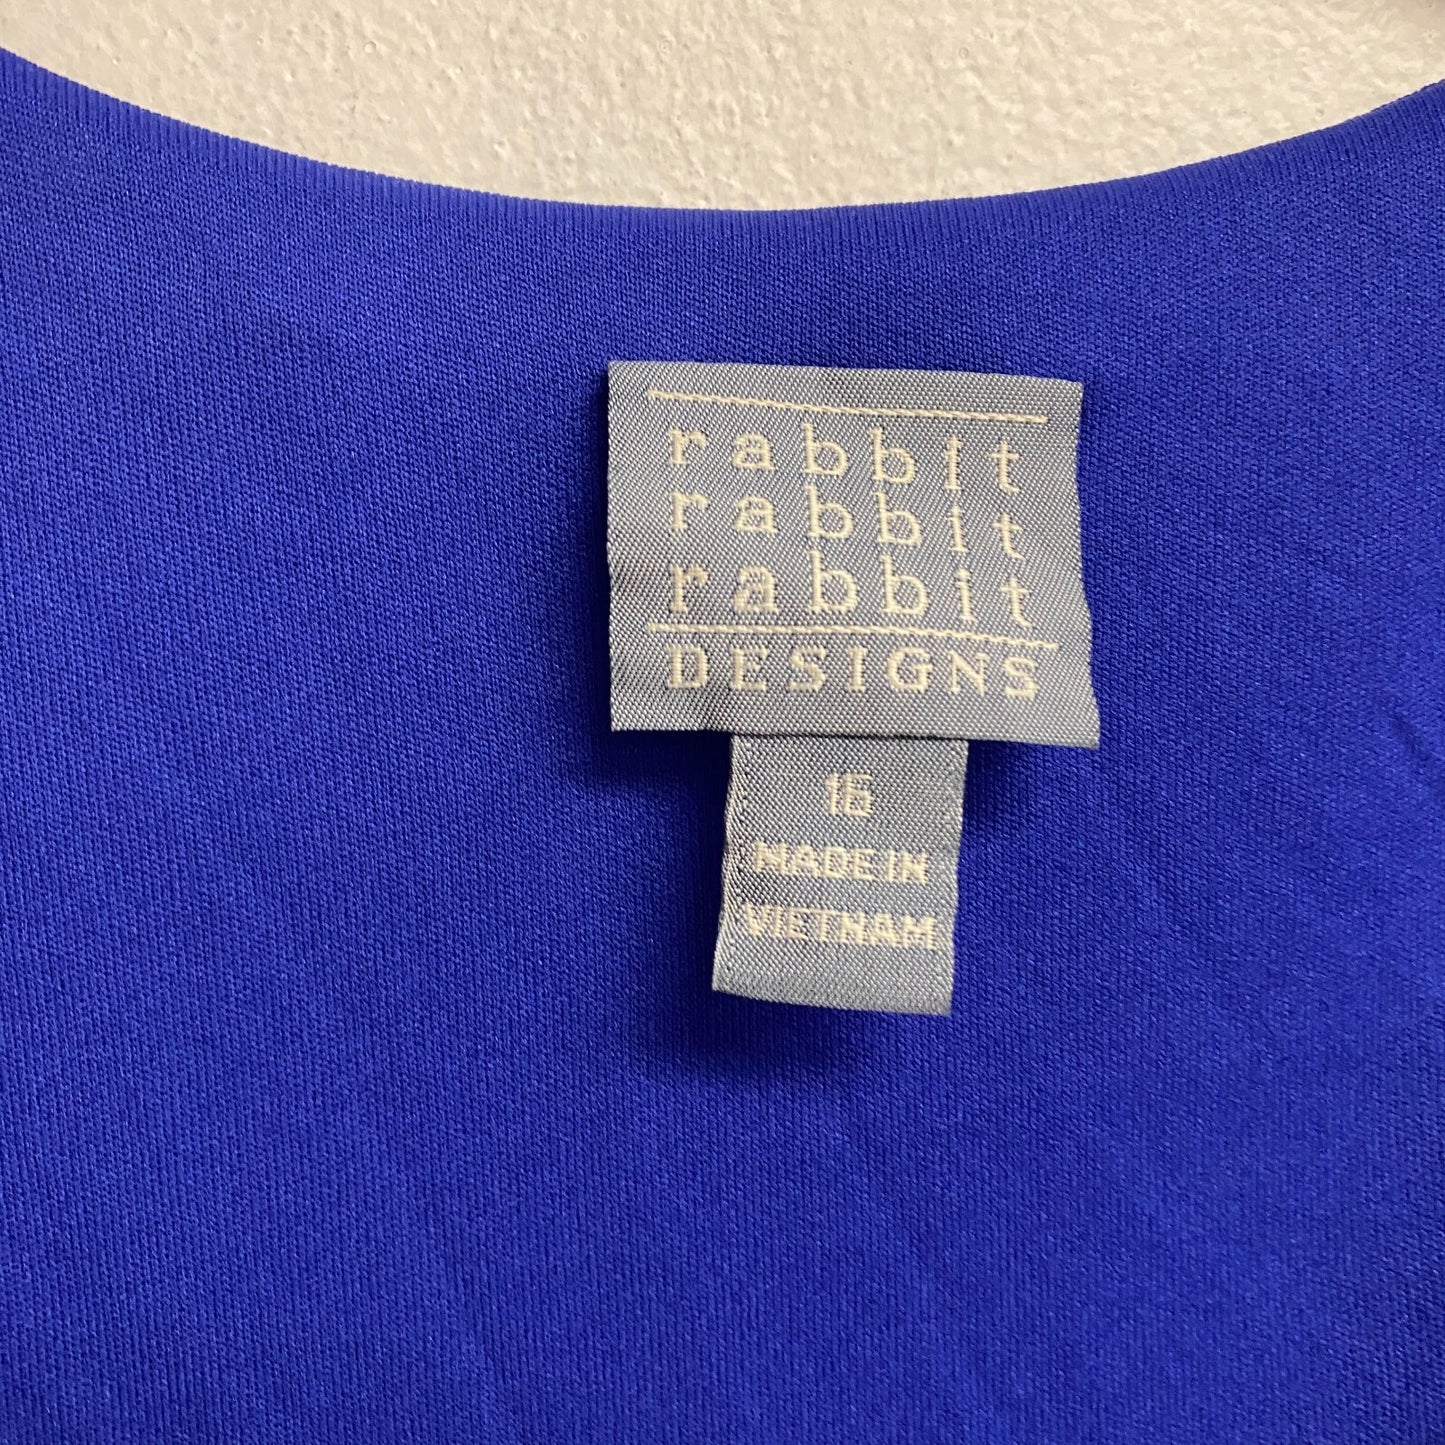 rabbit
rabbit
rabbit
DESIGNS
16
MADE IN
VIETNAM